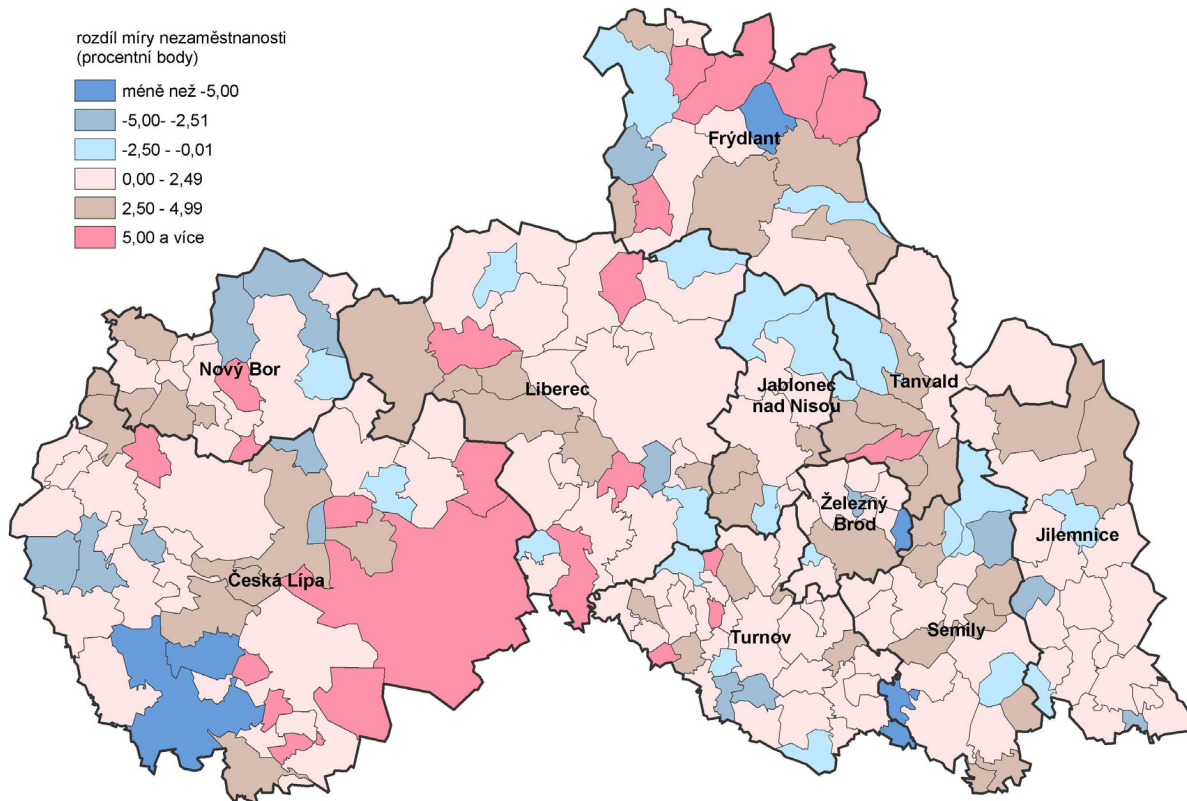 rozdíl míry nezaměstnanosti
(procentní body)
méně než -5,00
-5,00- -2,51
-2,50 - -0,01
0,00 - 2,49
2,50 - 4,99
5,00 a více
Frýdlant
Nový Bor
Liberec
Jablonec
nad Nisou
Tanvald
Železný
Brod
Jilemnice
Česká Lípa
Turnov
Semily